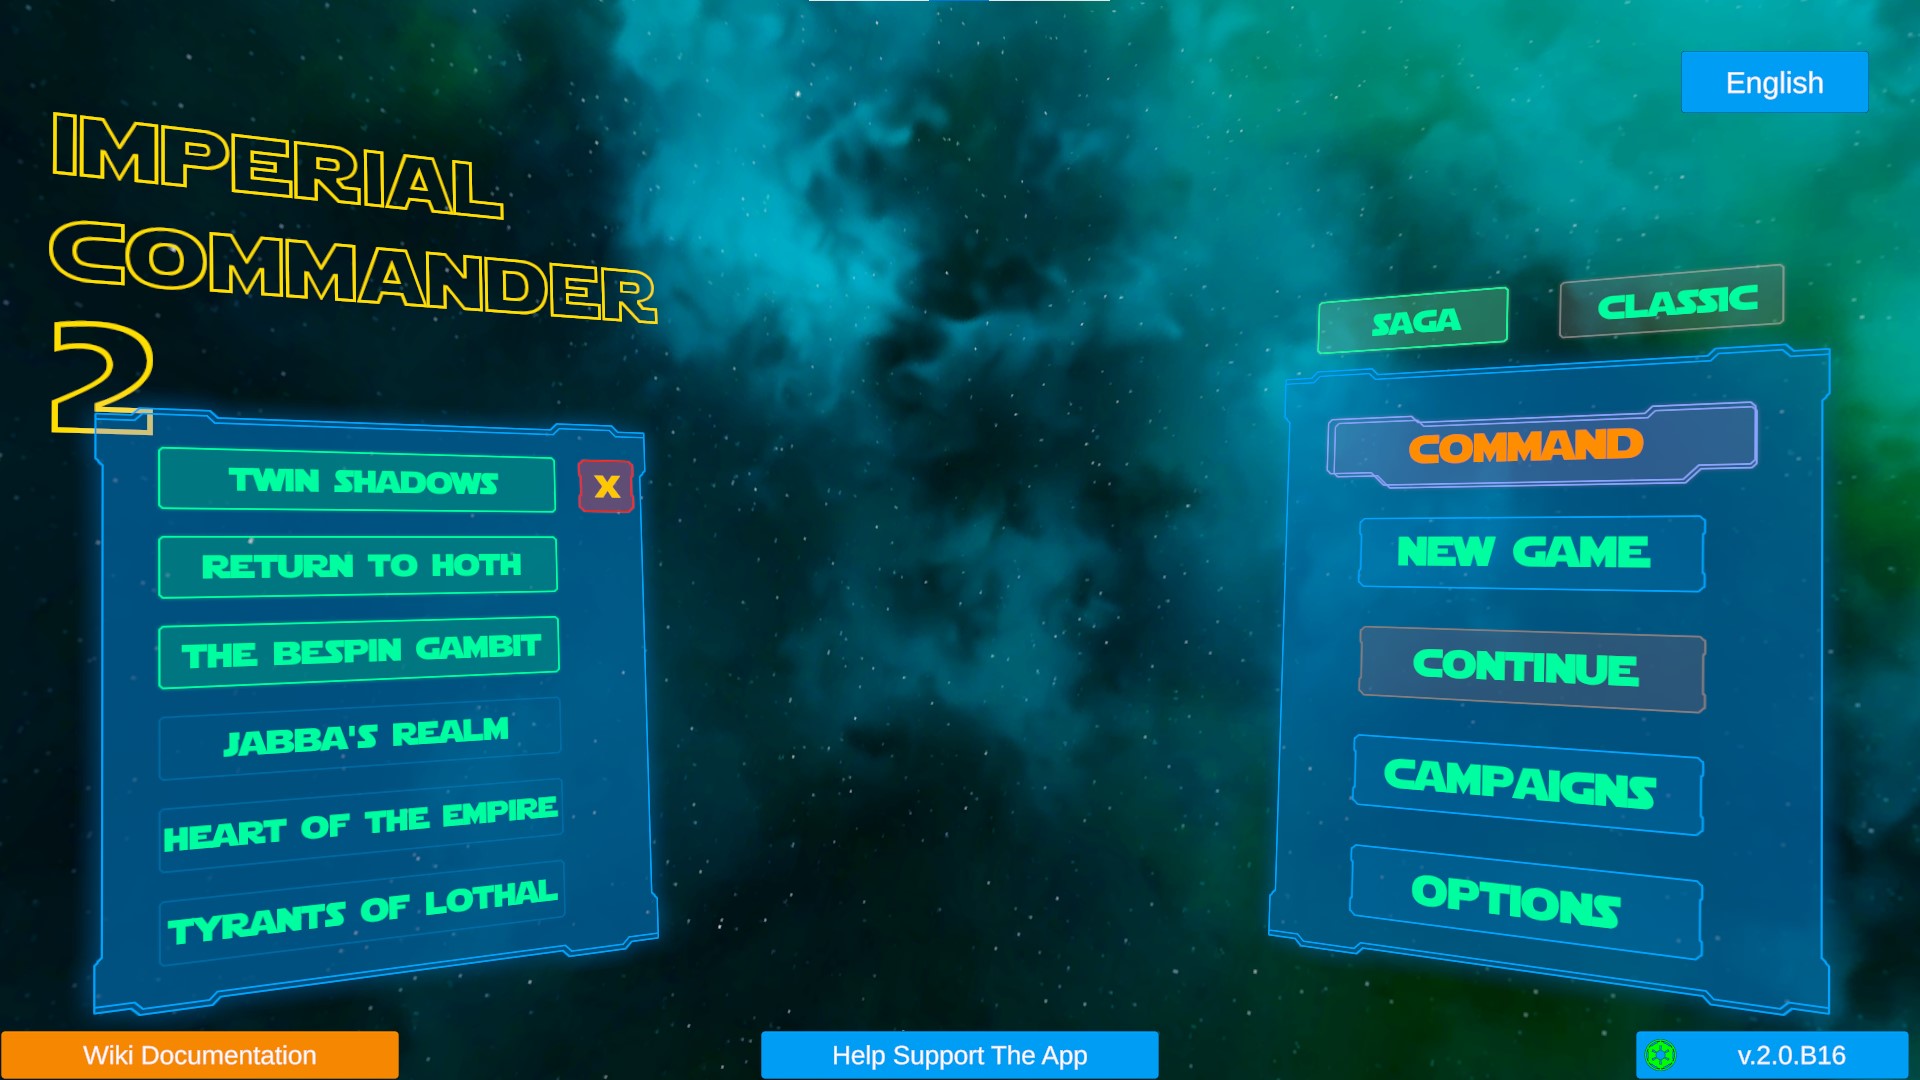 IMPERIAL
COMMANDER
2
TWIN SHADOWS
X
RETURN TO HOTH
THE BESPIN GAMBIT
JABBA'S REALM
HEART OF THE EMPIRE
TYRANTS OF LOTHAL
English
SAGA
CLASSIC
COMMAND
NEW GAME
CONTINUE
CAMPAIGNS
OPTIONS
Wiki Documentation
Help Support The App
v.2.0.B16